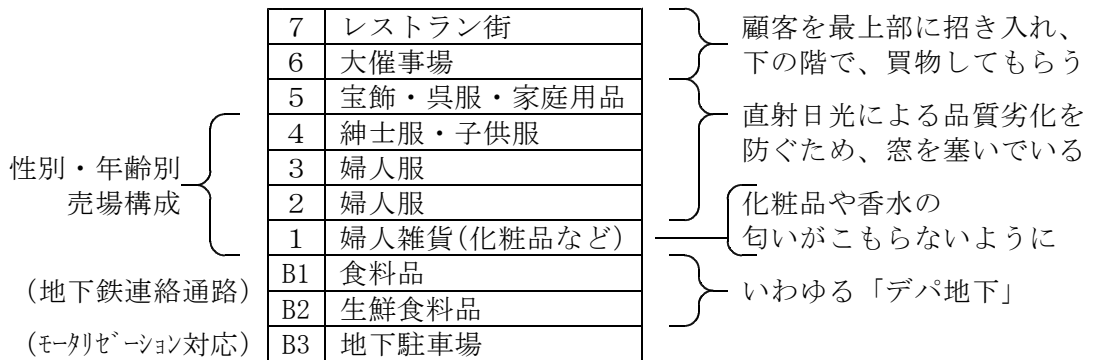 7 レストラン街
6 大催事場
5 宝飾・呉服・家庭用品
4 紳士服・子供服
3 婦人服
2 婦人服
1 婦人雑貨(化粧品など)
B1 食料品
B2 生鮮食料品
B3 地下駐車場
性別・年齢別
売場構成
(地下鉄連絡通路)
(ﾓｰﾀﾘｾﾞｰｼｮﾝ対応)
顧客を最上部に招き入れ、
下の階で、買物してもらう
直射日光による品質劣化を
防ぐため、窓を塞いでいる
化粧品や香水の
匂いがこもらないように
いわゆる「デパ地下」